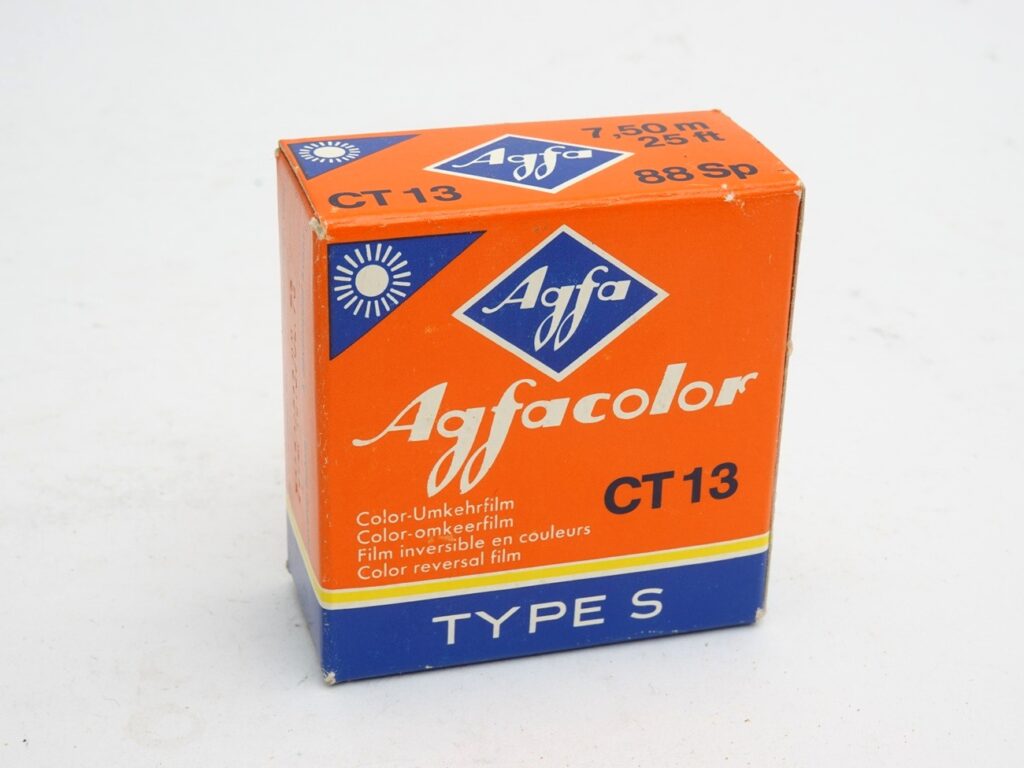 Agfa
7,50 m
25 ft
CT 13
88 Sp
Agfa
Agfacolor
CT 13
Color-Umkehrfilm
Color-omkeerfilm
Film inversible en couleurs
Color reversal film
TYPE S